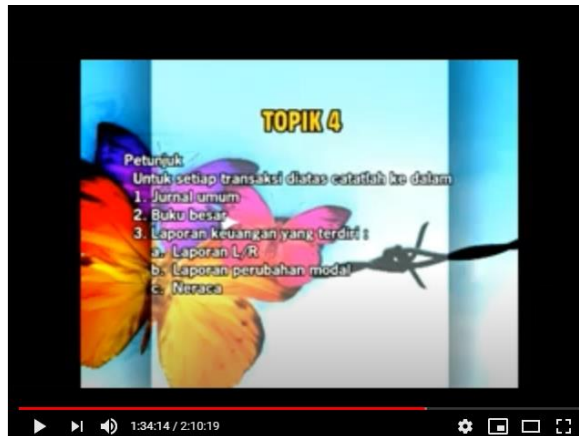 TOPIK 4
Petunjuk
Untuk setiap transaksi diatas catatlah ke dalam
1. Jurnal umum
2. Buku besar
3. Laporan keuangan yang terdiri :
a. Laporan L/R
b. Laporan perubahan modal
c. Neraca
1:34:14 / 2:10:19